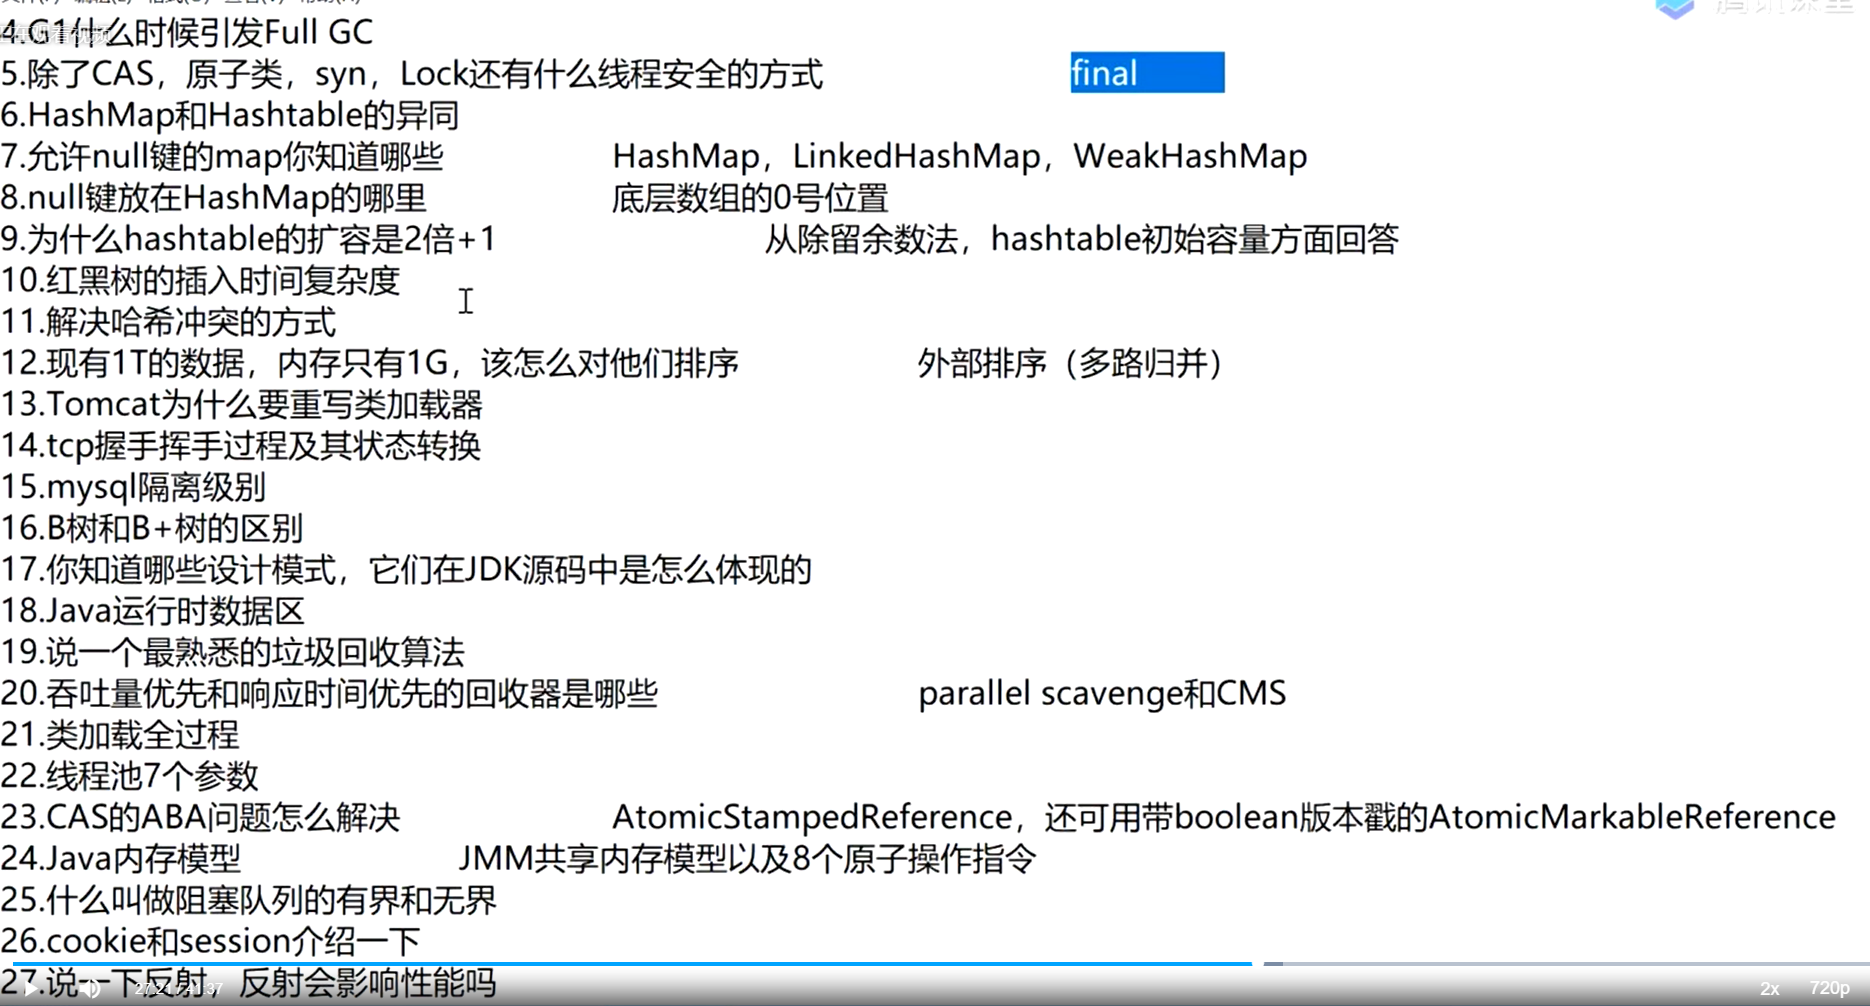 4.G1什么时候引发Full GC
5.除了CAS，原子类，syn，Lock还有什么线程安全的方式 final
6.HashMap和Hashtable的异同
7.允许null键的map你知道哪些 HashMap，LinkedHashMap，WeakHashMap
8.null键放在HashMap的哪里 底层数组的0号位置
9.为什么hashtable的扩容是2倍+1 从除留余数法，hashtable初始容量方面回答
10.红黑树的插入时间复杂度
11.解决哈希冲突的方式
12.现有1T的数据，内存只有1G，该怎么对他们排序 外部排序（多路归并）
13.Tomcat为什么要重写类加载器
14.tcp握手挥手过程及其状态转换
15.mysql隔离级别
16.B树和B+树的区别
17.你知道哪些设计模式，它们在JDK源码中是怎么体现的
18.Java运行时数据区
19.说一个最熟悉的垃圾回收算法
20.吞吐量优先和响应时间优先的回收器是哪些 parallel scavenge和CMS
21.类加载全过程
22.线程池7个参数
23.CAS的ABA问题怎么解决 AtomicStampedReference，还可用带boolean版本戳的AtomicMarkableReference
24.Java内存模型 JMM共享内存模型以及8个原子操作指令
25.什么叫做阻塞队列的有界和无界
26.cookie和session介绍一下
27.说一下反射，反射会影响性能吗
27:21 / 41:37 2x 720p